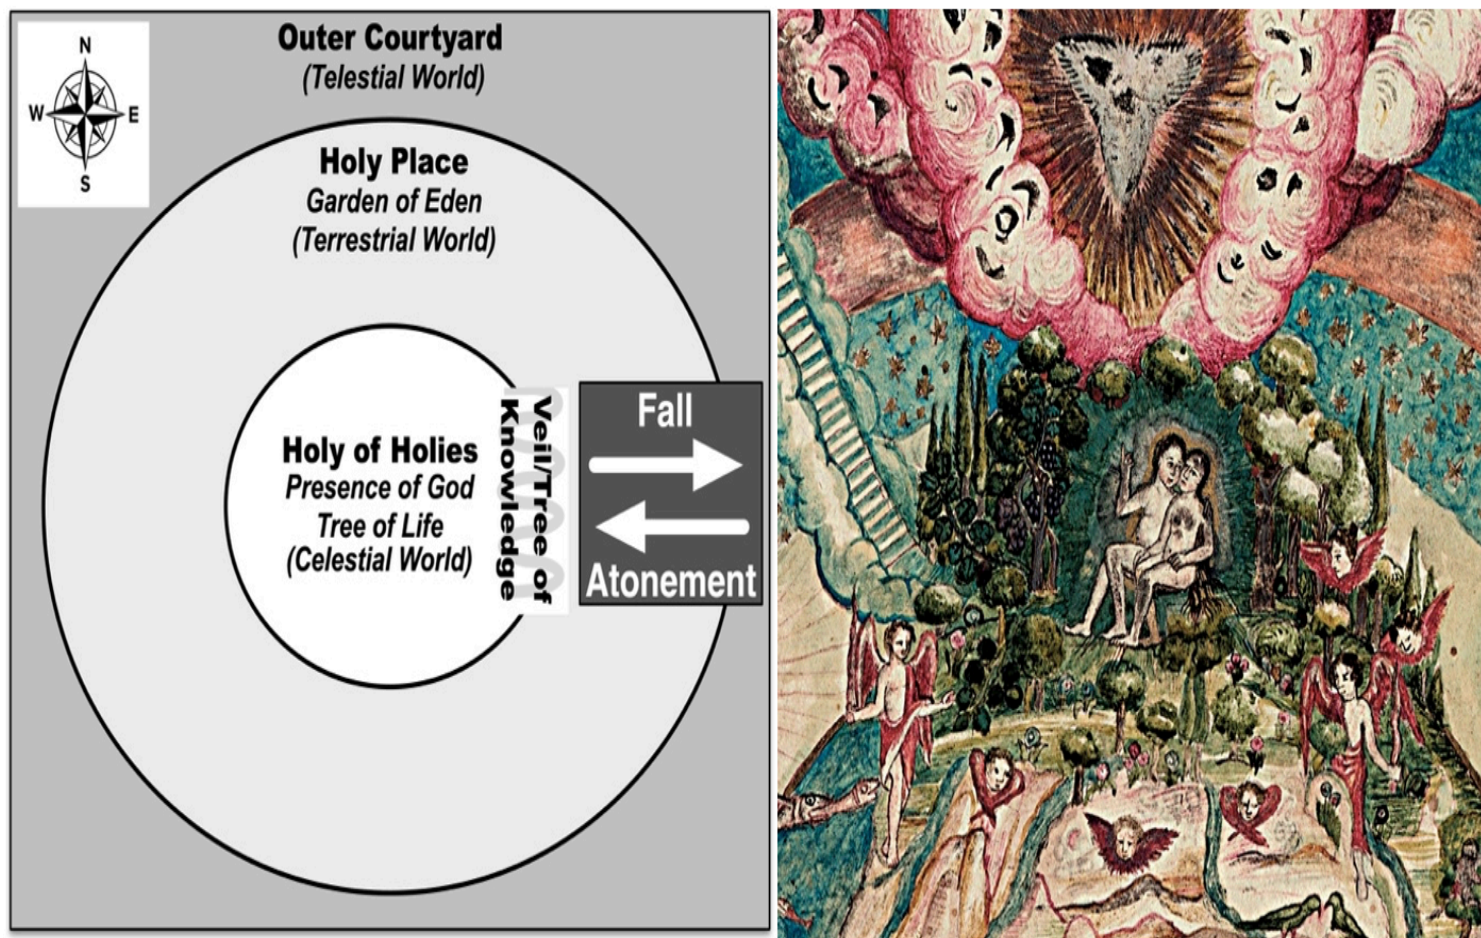 N
W E
S
Outer Courtyard
(Telestial World)
Holy Place
Garden of Eden
(Terrestrial World)
Holy of Holies
Presence of God
Tree of Life
(Celestial World)
Veil/Tree of
Knowledge
Fall
Atonement